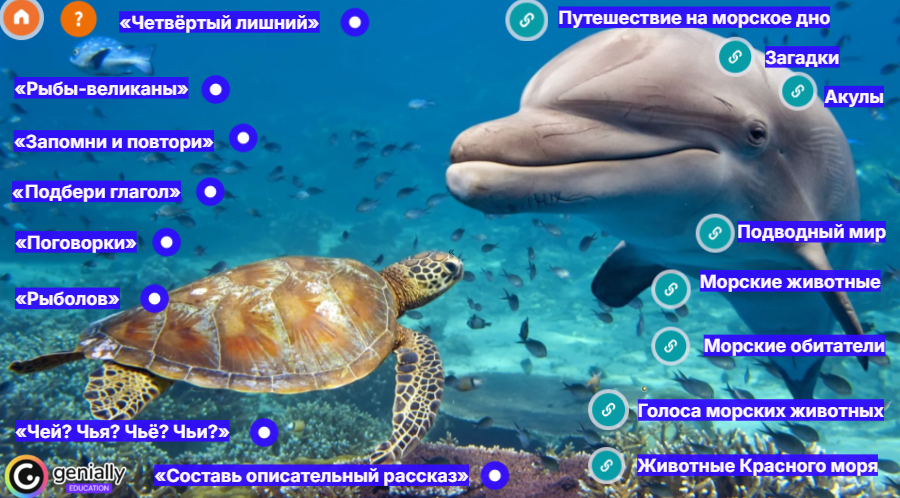 ?
«Четвёртый лишний»
Путешествие на морское дно
Загадки
«Рыбы-великаны»
Акулы
«Запомни и повтори»
«Подбери глагол»
«Поговорки»
Подводный мир
Морские животные
«Рыболов»
Морские обитатели
Голоса морских животных
«Чей? Чья? Чьё? Чьи?»
Животные Красного моря
«Составь описательный рассказ»
genially
EDUCATION